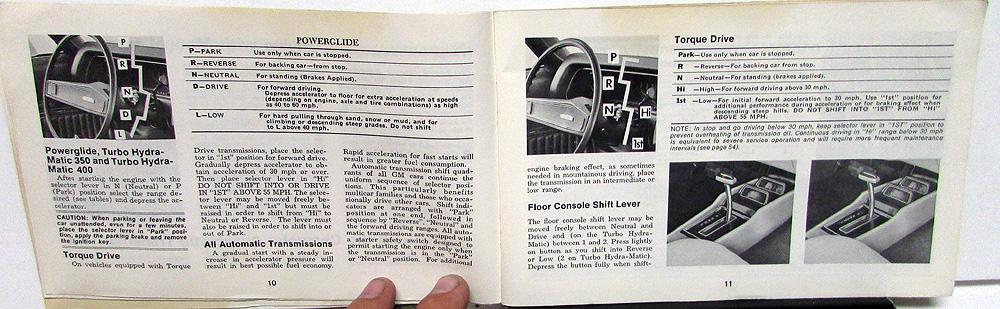 POWERGLIDE
P
R
N
D
L
P—PARK Use only when car is stopped.
R—REVERSE For backing car—from stop.
N—NEUTRAL For standing (Brakes Applied).
D—DRIVE For forward driving.
Depress accelerator to floor for extra acceleration at speeds
(depending on engine, axle and tire combinations) as high
as 40 to 60 mph.
L—LOW For hard pulling through sand, snow or mud, and for
climbing or descending steep grades. Do not shift
to L above 40 mph.
Powerglide, Turbo Hydra-
Matic 350 and Turbo Hydra-
Matic 400
After starting the engine with the
selector lever in N (Neutral) or P
(Park) position select the range de-
sired (see tables) and depress the ac-
celerator.
CAUTION: When parking or leaving the
car unattended, even for a few minutes,
place the selector lever in "Park" posi-
tion, apply the parking brake and remove
the ignition key.
Torque Drive
On vehicles equipped with Torque
Drive transmissions, place the selec-
tor in "1st" position for forward drive.
Gradually depress accelerator to ob-
tain acceleration of 30 mph or over.
Then place selector lever in "Hi"
DO NOT SHIFT INTO OR DRIVE
IN "1ST" ABOVE 55 MPH. The selec-
tor lever may be moved freely be-
tween "Hi" and "1st" but must be
raised in order to shift from "Hi" to
Neutral or Reverse. The lever must
also be raised in order to shift into or
out of Park.
All Automatic Transmissions
A gradual start with a steady in-
crease in accelerator pressure will
result in best possible fuel economy.
Rapid acceleration for fast starts will
result in greater fuel consumption.
Automatic transmission shift quad-
rants of all GM cars contain a
uniform sequence of selector posi-
tions. This particularly benefits
multicar families and those who occa-
sionally drive other cars. Shift indi-
cators are arranged with "Park"
position at one end, followed in
sequence by "Reverse", "Neutral" and
the forward driving ranges. All auto-
matic transmissions are equipped with
a starter safety switch designed to
permit starting the engine only when
the transmission is in the "Park"
or "Neutral" position. For additional
10
P
R
N
Hi
1st
Torque Drive
Park—Use only when car is stopped.
R —Reverse—For backing car from stop.
N —Neutral—For standing (brakes applied).
Hi —High—For forward driving above 30 mph.
1st —Low—For initial forward acceleration to 30 mph. Use "1st" position for
additional performance during acceleration or for braking effect when
descending steep hills. DO NOT SHIFT INTO "1ST" FROM "HI"
ABOVE 55 MPH.
NOTE: In stop and go driving below 30 mph, keep selector lever in "1ST" position to
prevent overheating of transmission oil. Continuous driving in "Hi" range below 30 mph
is equivalent to severe service operation and will require more frequent maintenance
intervals (see page 54).
engine braking effect, as sometimes
needed in mountainous driving, place
the transmission in an intermediate or
low range.
Floor Console Shift Lever
The floor console shift lever may be
moved freely between Neutral and
Drive and (on the Turbo Hydra-
Matic) between 1 and 2. Press lightly
on button as you shift into Reverse
or Low (2 on Turbo Hydra-Matic).
Depress the button fully when shift-
11